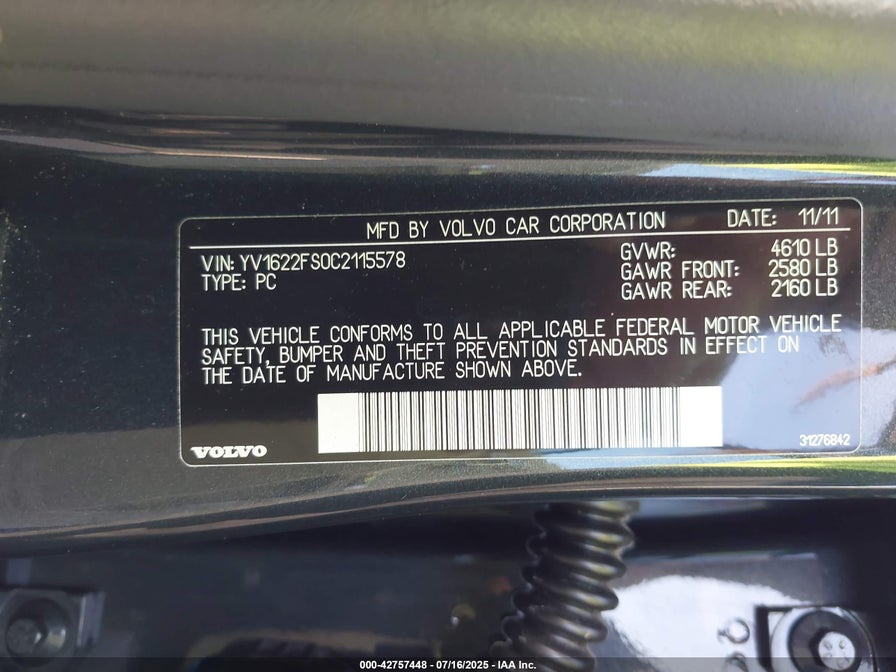 MFD BY VOLVO CAR CORPORATION DATE: 11/11
VIN: YV1622FS0C2115578 GVWR: 4610 LB
TYPE: PC GAWR FRONT: 2580 LB
GAWR REAR: 2160 LB
THIS VEHICLE CONFORMS TO ALL APPLICABLE FEDERAL MOTOR VEHICLE
SAFETY, BUMPER AND THEFT PREVENTION STANDARDS IN EFFECT ON
THE DATE OF MANUFACTURE SHOWN ABOVE.
VOLVO 31276842
000-42757448 - 07/16/2025 - IAA Inc.